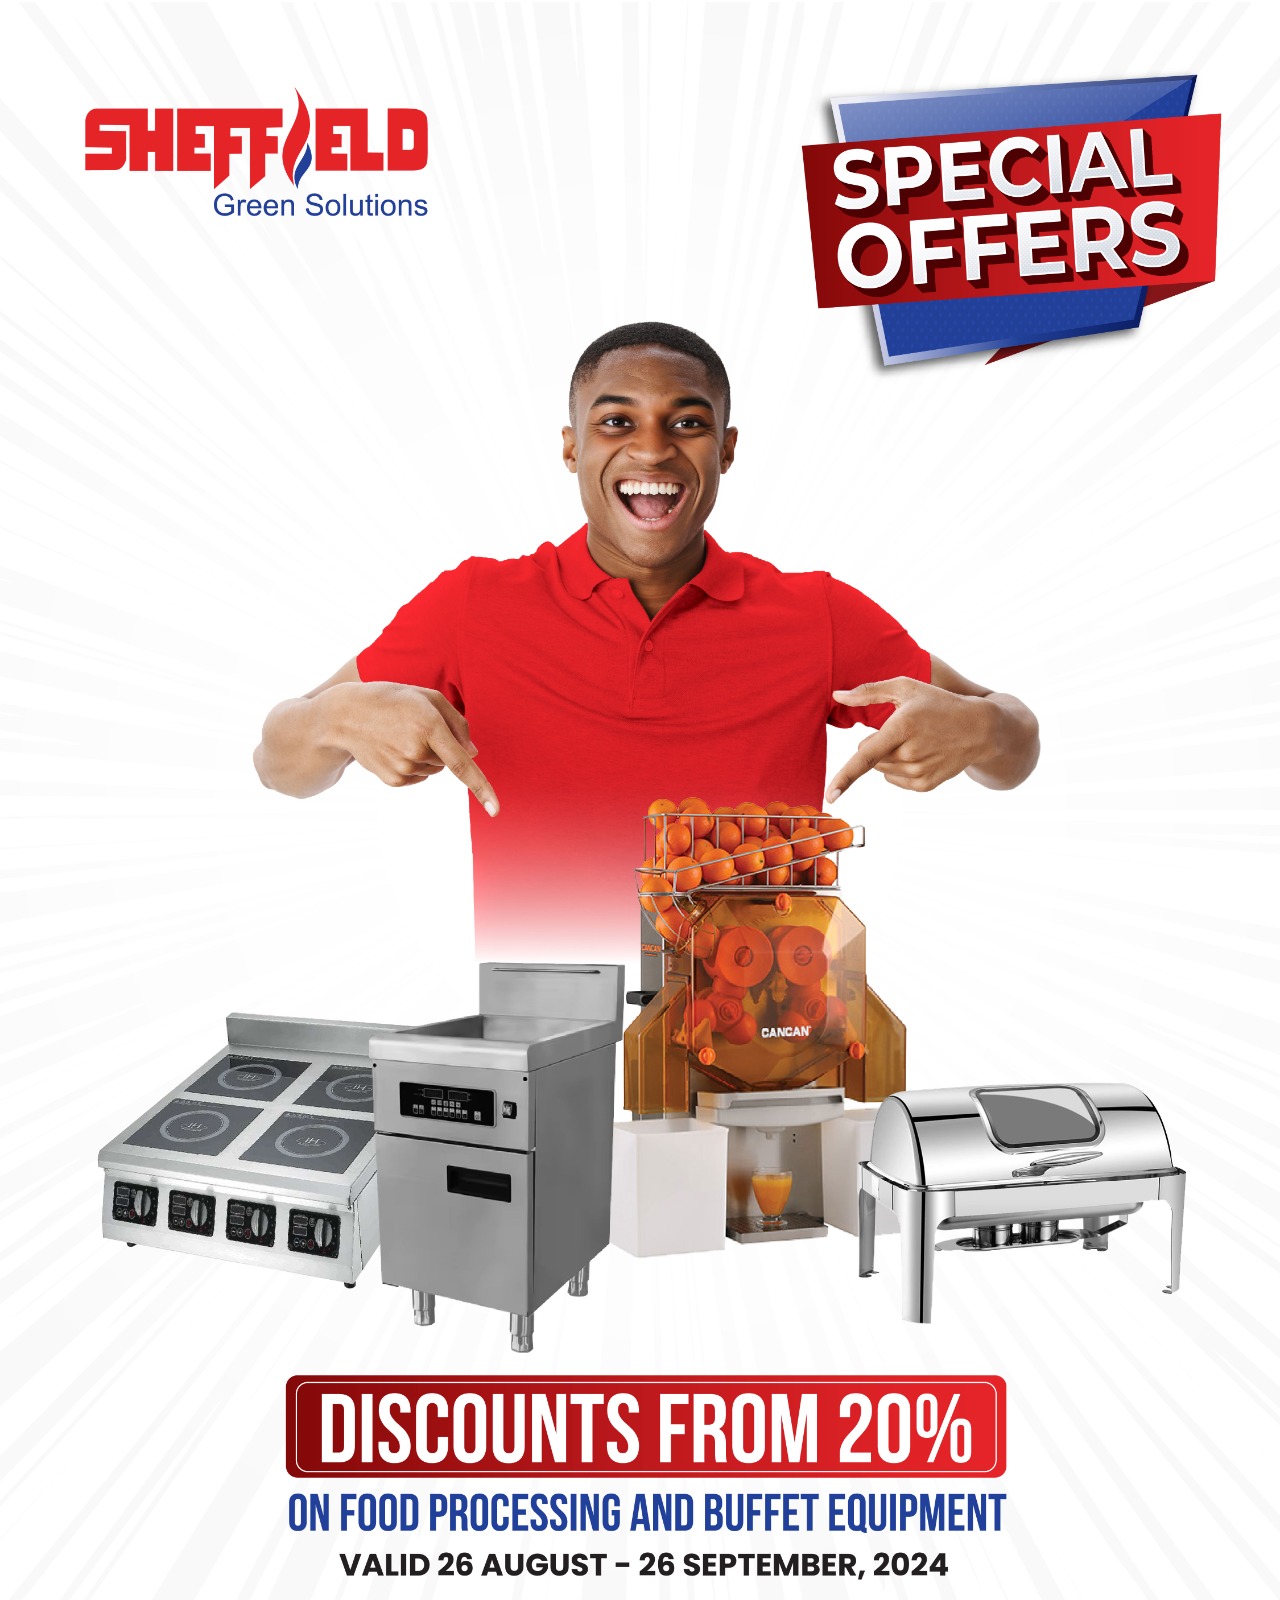 SHEFFIELD
Green Solutions
SPECIAL
OFFERS
CANCAN
CANCAN
DISCOUNTS FROM 20%
ON FOOD PROCESSING AND BUFFET EQUIPMENT
VALID 26 AUGUST - 26 SEPTEMBER, 2024